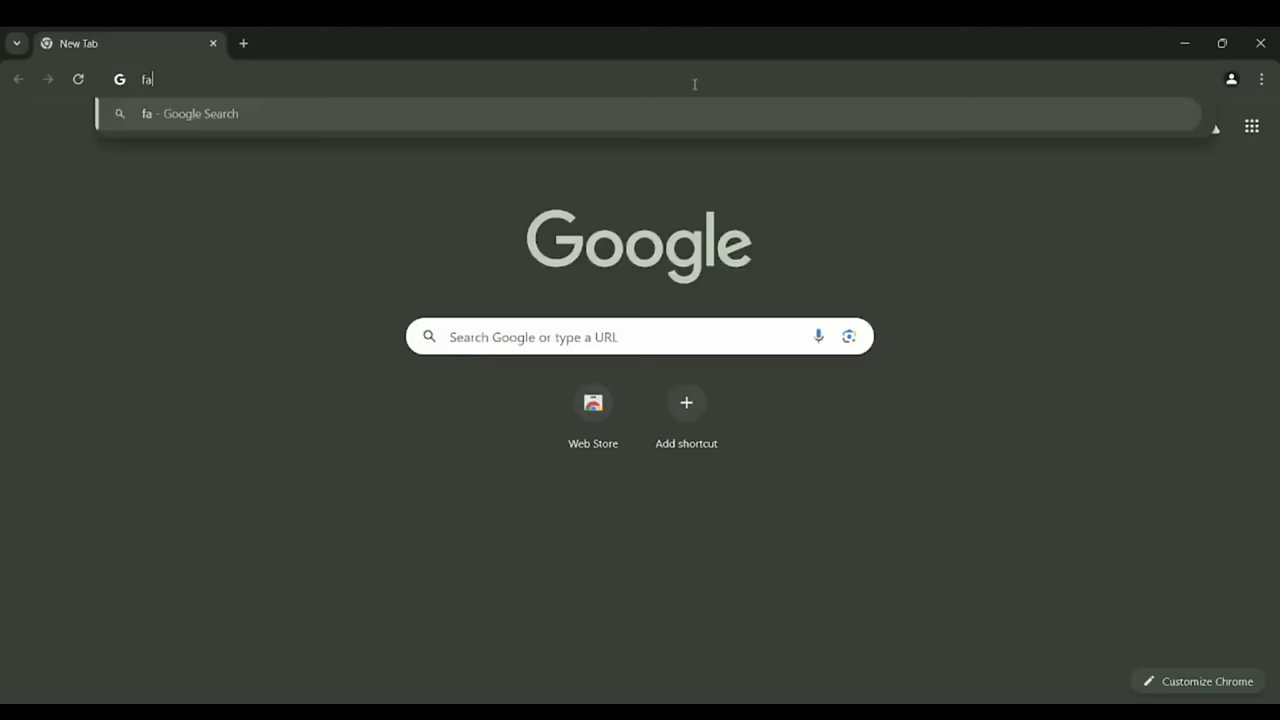 New Tab
fa
fa - Google Search
Google
Search Google or type a URL
Web Store
Add shortcut
Customize Chrome